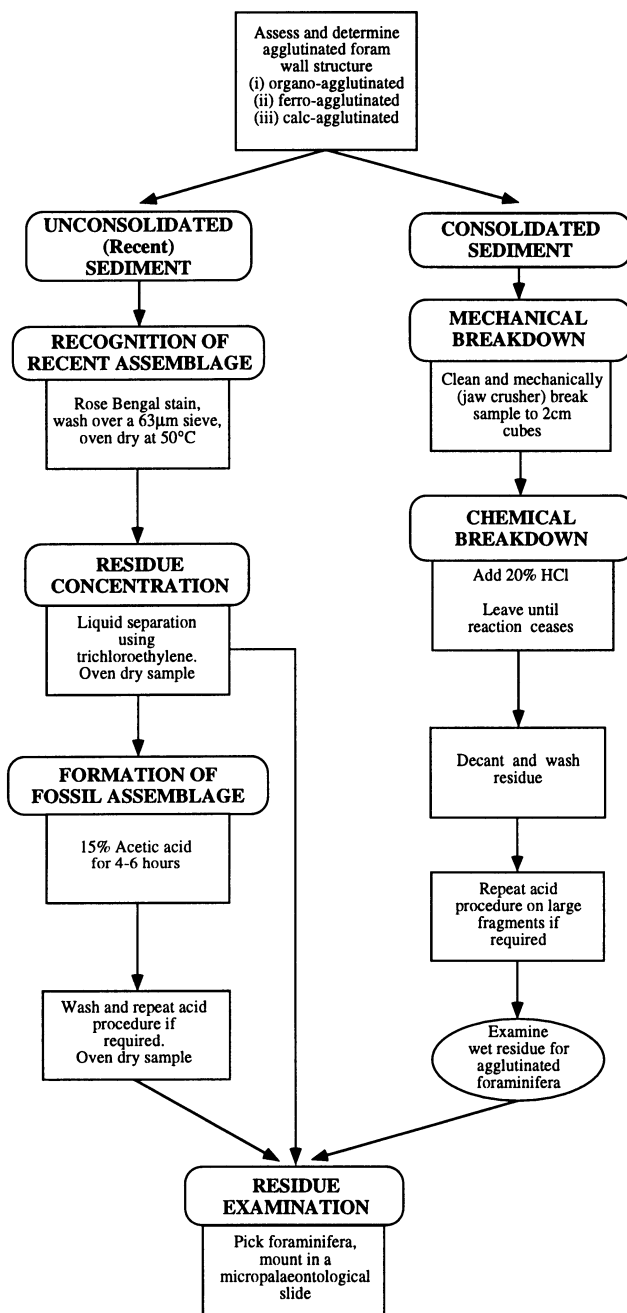 Assess and determine
agglutinated foram
wall structure
(i) organo-agglutinated
(ii) ferro-agglutinated
(iii) calc-agglutinated
UNCONSOLIDATED
(Recent)
SEDIMENT
RECOGNITION OF
RECENT ASSEMBLAGE
Rose Bengal stain,
wash over a 63μm sieve,
oven dry at 50°C
RESIDUE
CONCENTRATION
Liquid separation
using
trichloroethylene.
Oven dry sample
FORMATION OF
FOSSIL ASSEMBLAGE
15% Acetic acid
for 4-6 hours
Wash and repeat acid
procedure if
required.
Oven dry sample
CONSOLIDATED
SEDIMENT
MECHANICAL
BREAKDOWN
Clean and mechanically
(jaw crusher) break
sample to 2cm
cubes
CHEMICAL
BREAKDOWN
Add 20% HCl
Leave until
reaction ceases
Decant and wash
residue
Repeat acid
procedure on large
fragments if
required
Examine
wet residue for
agglutinated
foraminifera
RESIDUE
EXAMINATION
Pick foraminifera,
mount in a
micropalaeontological
slide